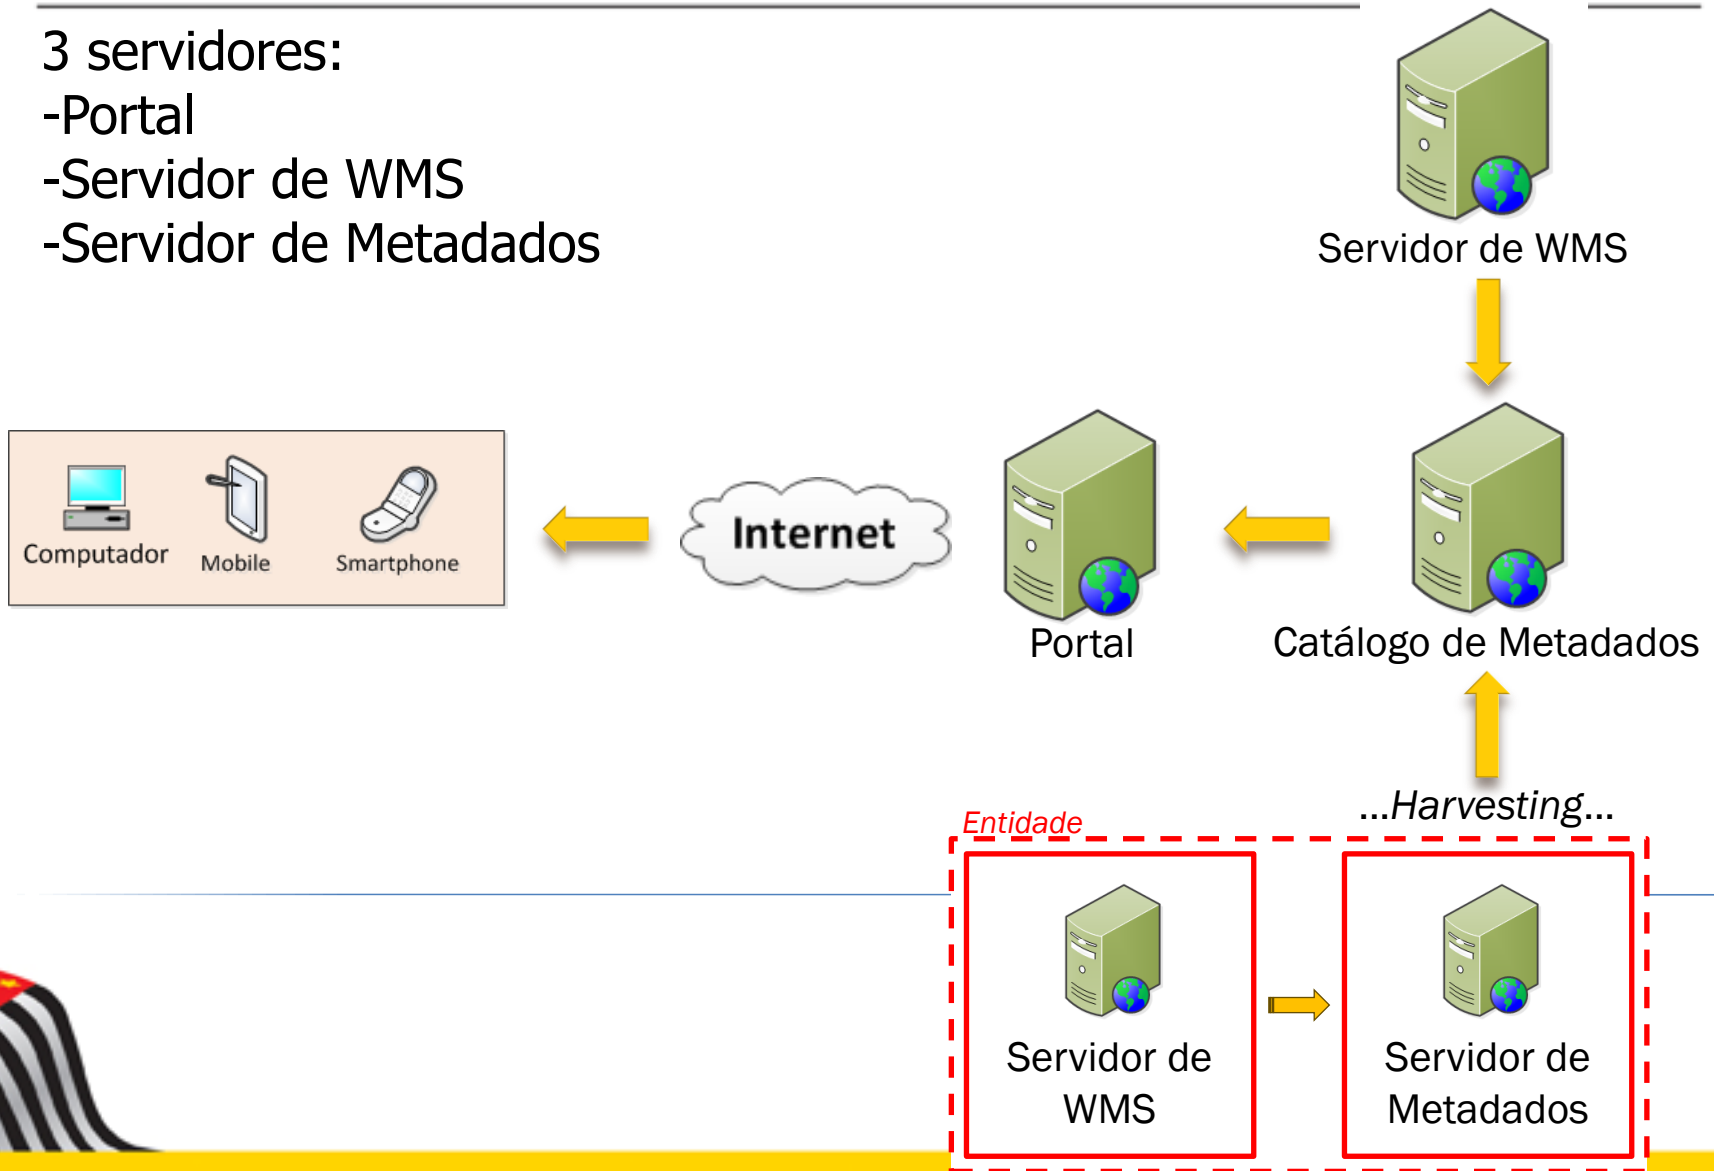 3 servidores:
-Portal
-Servidor de WMS
-Servidor de Metadados
Servidor de WMS
Computador
Mobile
Smartphone
Internet
Portal
Catálogo de Metadados
...Harvesting...
Entidade
Servidor de
WMS
Servidor de
Metadados